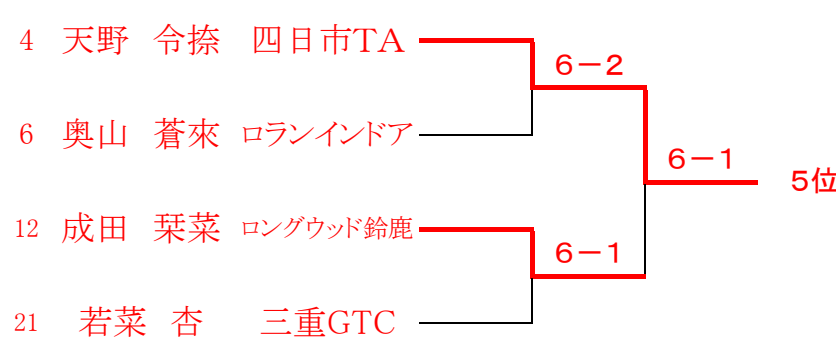 4 天野 令捺 四日市TA
6－2
6 奥山 蒼來 ロランインドア
6－1 5位
12 成田 栞菜 ロングウッド鈴鹿
6－1
21 若菜 杏 三重GTC